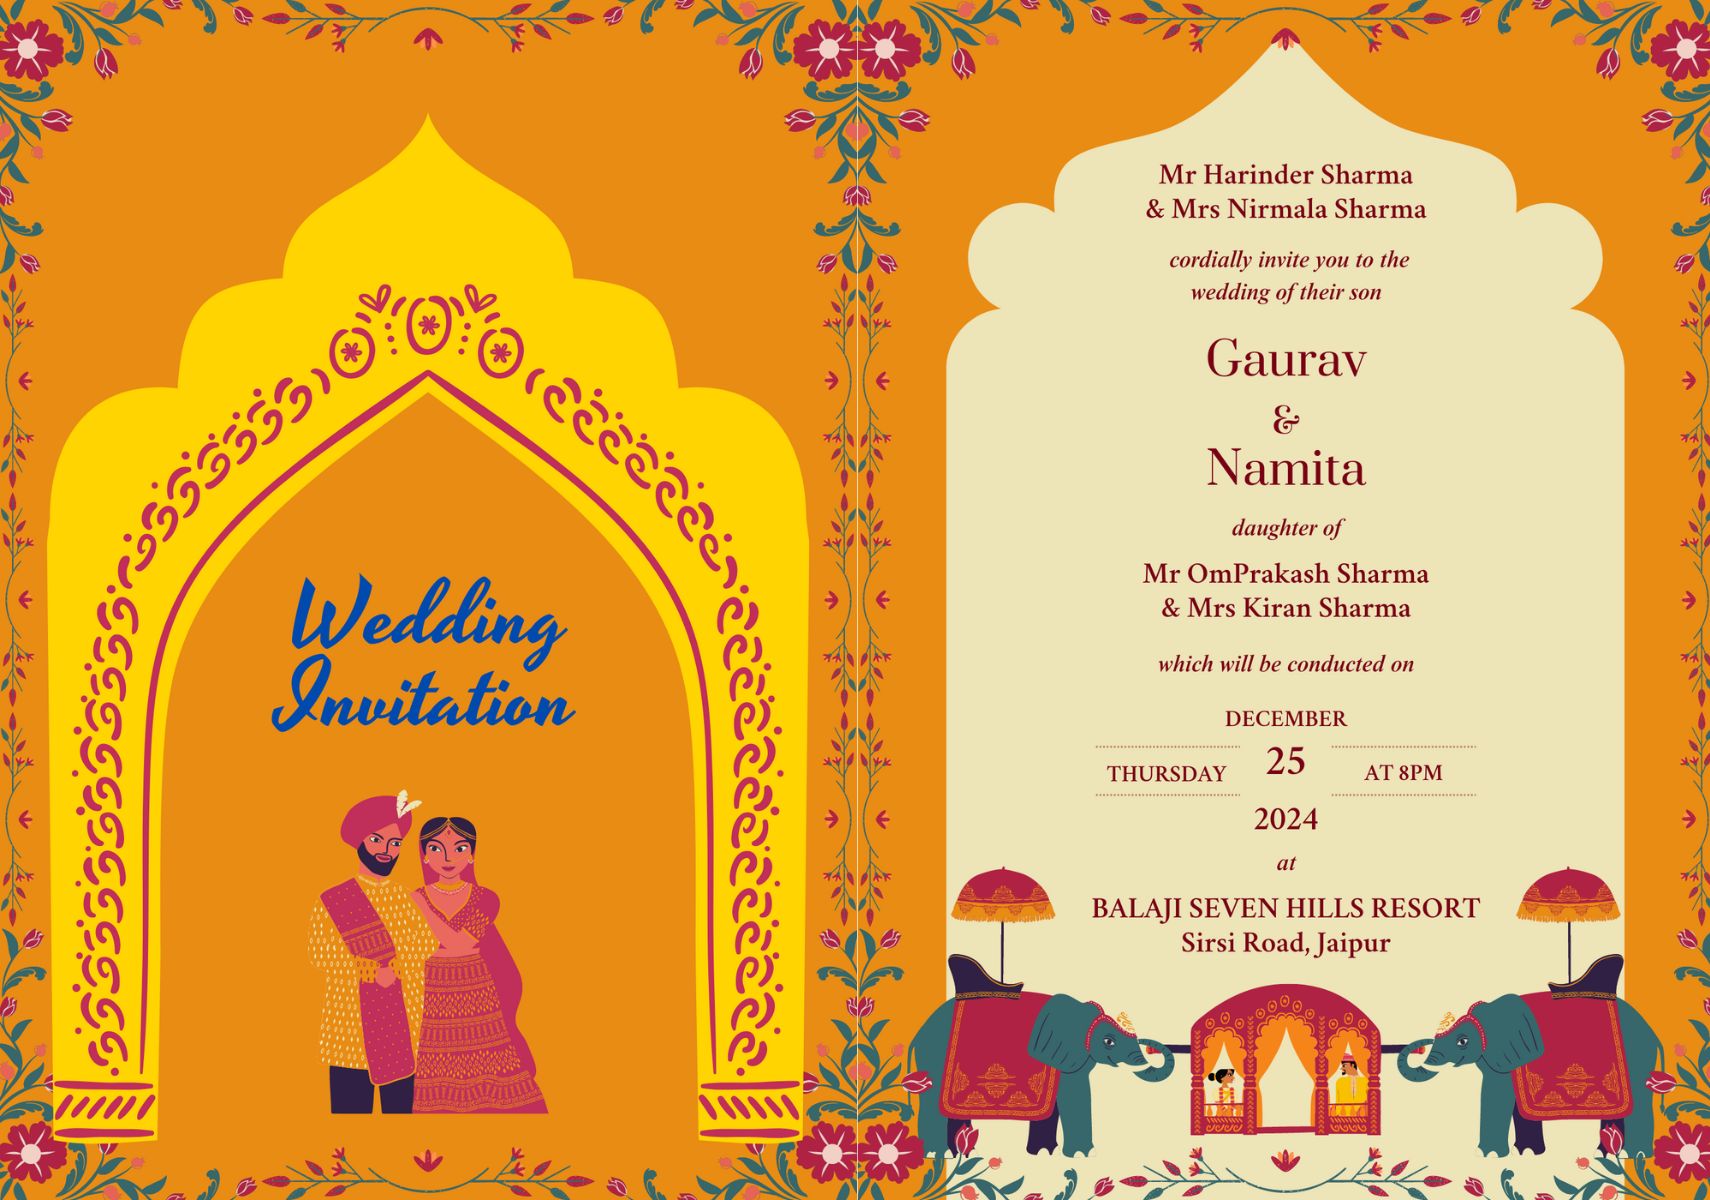 Wedding
Invitation
Mr Harinder Sharma
& Mrs Nirmala Sharma
cordially invite you to the
wedding of their son
Gaurav
&
Namita
daughter of
Mr OmPrakash Sharma
& Mrs Kiran Sharma
which will be conducted on
DECEMBER
THURSDAY 25 AT 8PM
2024
at
BALAJI SEVEN HILLS RESORT
Sirsi Road, Jaipur